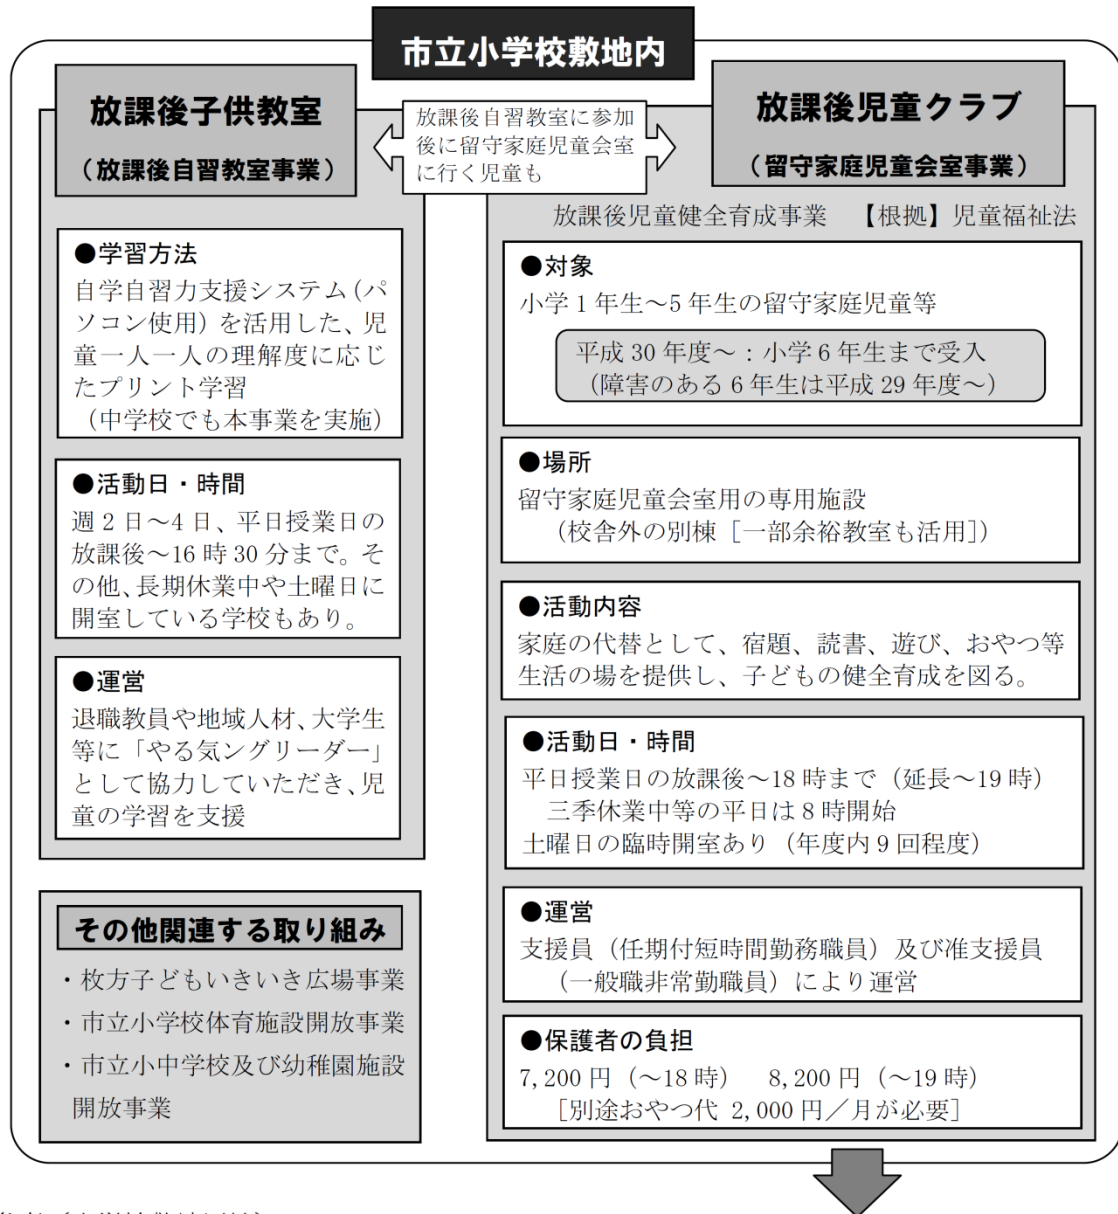 市立小学校敷地内
放課後子供教室
（放課後自習教室事業）
放課後自習教室に参加
後に留守家庭児童会室
に行く児童も
放課後児童クラブ
（留守家庭児童会室事業）
●学習方法
自学自習力支援システム（パ
ソコン使用）を活用した、児
童一人一人の理解度に応じ
たプリント学習
（中学校でも本事業を実施）
●活動日・時間
週 2 日～4 日、平日授業日の
放課後～16 時 30 分まで。そ
の他、長期休業中や土曜日に
開室している学校もあり。
●運営
退職教員や地域人材、大学生
等に「やる気ングリーダー」
として協力していただき、児
童の学習を支援
その他関連する取り組み
・枚方子どもいきいき広場事業
・市立小学校体育施設開放事業
・市立小中学校及び幼稚園施設
開放事業
放課後児童健全育成事業　【根拠】児童福祉法
●対象
小学 1 年生～5 年生の留守家庭児童等
平成 30 年度～：小学 6 年生まで受入
（障害のある 6 年生は平成 29 年度～）
●場所
留守家庭児童会室用の専用施設
（校舎外の別棟［一部余裕教室も活用］）
●活動内容
家庭の代替として、宿題、読書、遊び、おやつ等
生活の場を提供し、子どもの健全育成を図る。
●活動日・時間
平日授業日の放課後～18 時まで（延長～19 時）
三季休業中等の平日は 8 時開始
土曜日の臨時開室あり（年度内 9 回程度）
●運営
支援員（任期付短時間勤務職員）及び准支援員
（一般職非常勤職員）により運営
●保護者の負担
7,200 円（～18 時）　8,200 円（～19 時）
［別途おやつ代 2,000 円／月が必要］